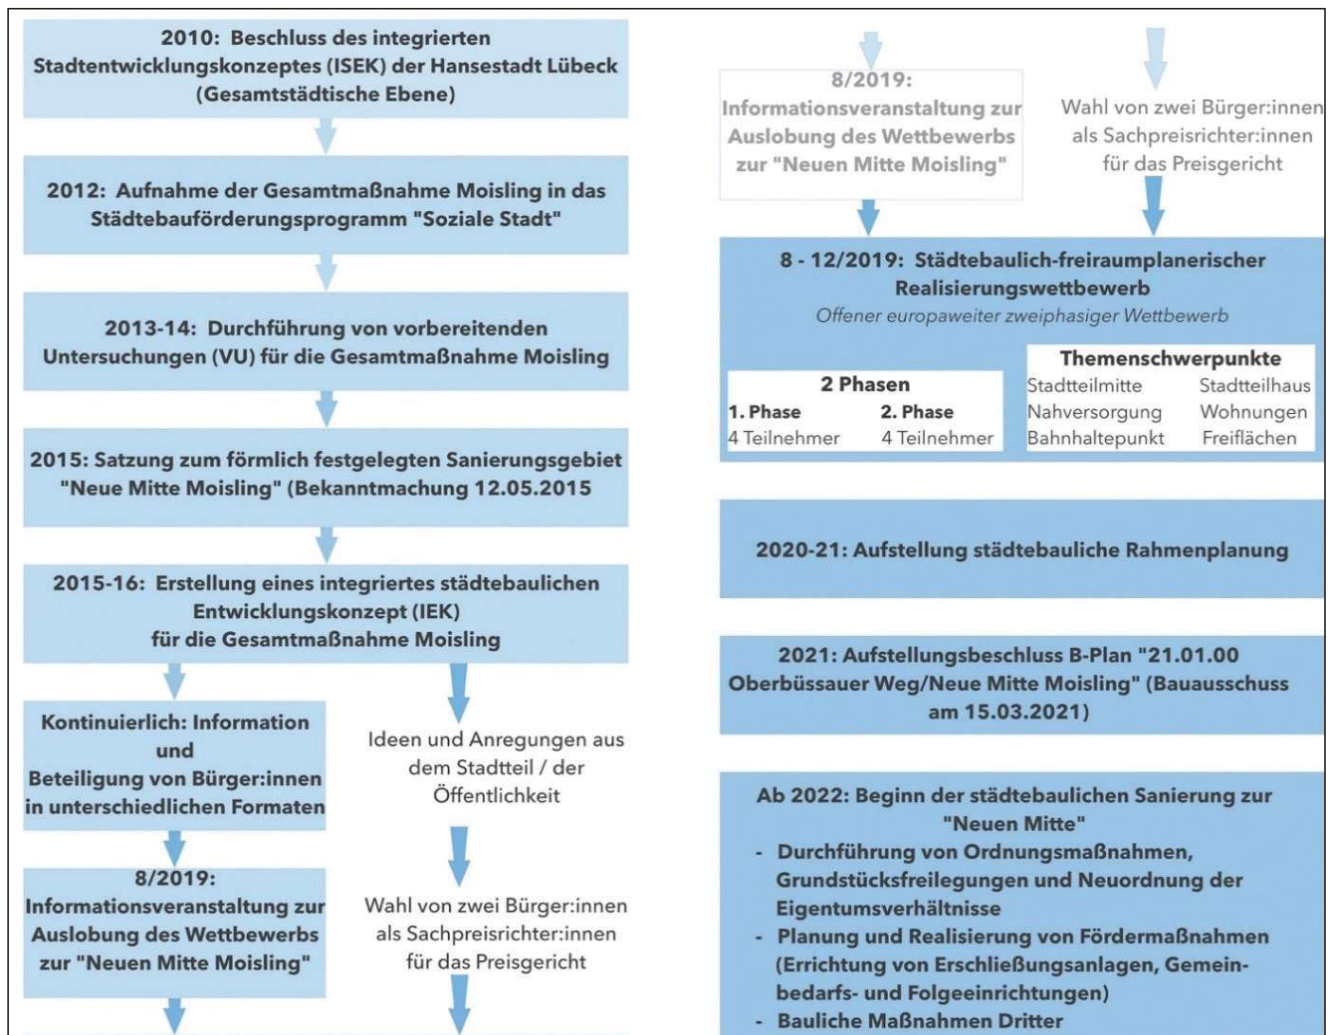 2010: Beschluss des integrierten
Stadtentwicklungskonzeptes (ISEK) der Hansestadt Lübeck
(Gesamtstädtische Ebene)
2012: Aufnahme der Gesamtmaßnahme Moisling in das
Städtebauförderungsprogramm "Soziale Stadt"
2013-14: Durchführung von vorbereitenden
Untersuchungen (VU) für die Gesamtmaßnahme Moisling
2015: Satzung zum förmlich festgelegten Sanierungsgebiet
"Neue Mitte Moisling" (Bekanntmachung 12.05.2015
2015-16: Erstellung eines integriertes städtebaulichen
Entwicklungskonzept (IEK)
für die Gesamtmaßnahme Moisling
Kontinuierlich: Information
und
Beteiligung von Bürger:innen
in unterschiedlichen Formaten
Ideen und Anregungen aus
dem Stadtteil / der
Öffentlichkeit
8/2019:
Informationsveranstaltung zur
Auslobung des Wettbewerbs
zur "Neuen Mitte Moisling"
Wahl von zwei Bürger:innen
als Sachpreisrichter:innen
für das Preisgericht
8/2019:
Informationsveranstaltung zur
Auslobung des Wettbewerbs
zur "Neuen Mitte Moisling"
Wahl von zwei Bürger:innen
als Sachpreisrichter:innen
für das Preisgericht
8 - 12/2019: Städtebaulich-freiraumplanerischer
Realisierungswettbewerb
Offener europaweiter zweiphasiger Wettbewerb
2 Phasen
1. Phase 2. Phase
4 Teilnehmer 4 Teilnehmer
Themenschwerpunkte
Stadtteilmitte Stadtteilhaus
Nahversorgung Wohnungen
Bahnhaltepunkt Freiflächen
2020-21: Aufstellung städtebauliche Rahmenplanung
2021: Aufstellungsbeschluss B-Plan "21.01.00
Oberbüssauer Weg/Neue Mitte Moisling" (Bauausschuss
am 15.03.2021)
Ab 2022: Beginn der städtebaulichen Sanierung zur
"Neuen Mitte"
- Durchführung von Ordnungsmaßnahmen,
Grundstücksfreilegungen und Neuordnung der
Eigentumsverhältnisse
- Planung und Realisierung von Fördermaßnahmen
(Errichtung von Erschließungsanlagen, Gemein-
bedarfs- und Folgeeinrichtungen)
- Bauliche Maßnahmen Dritter